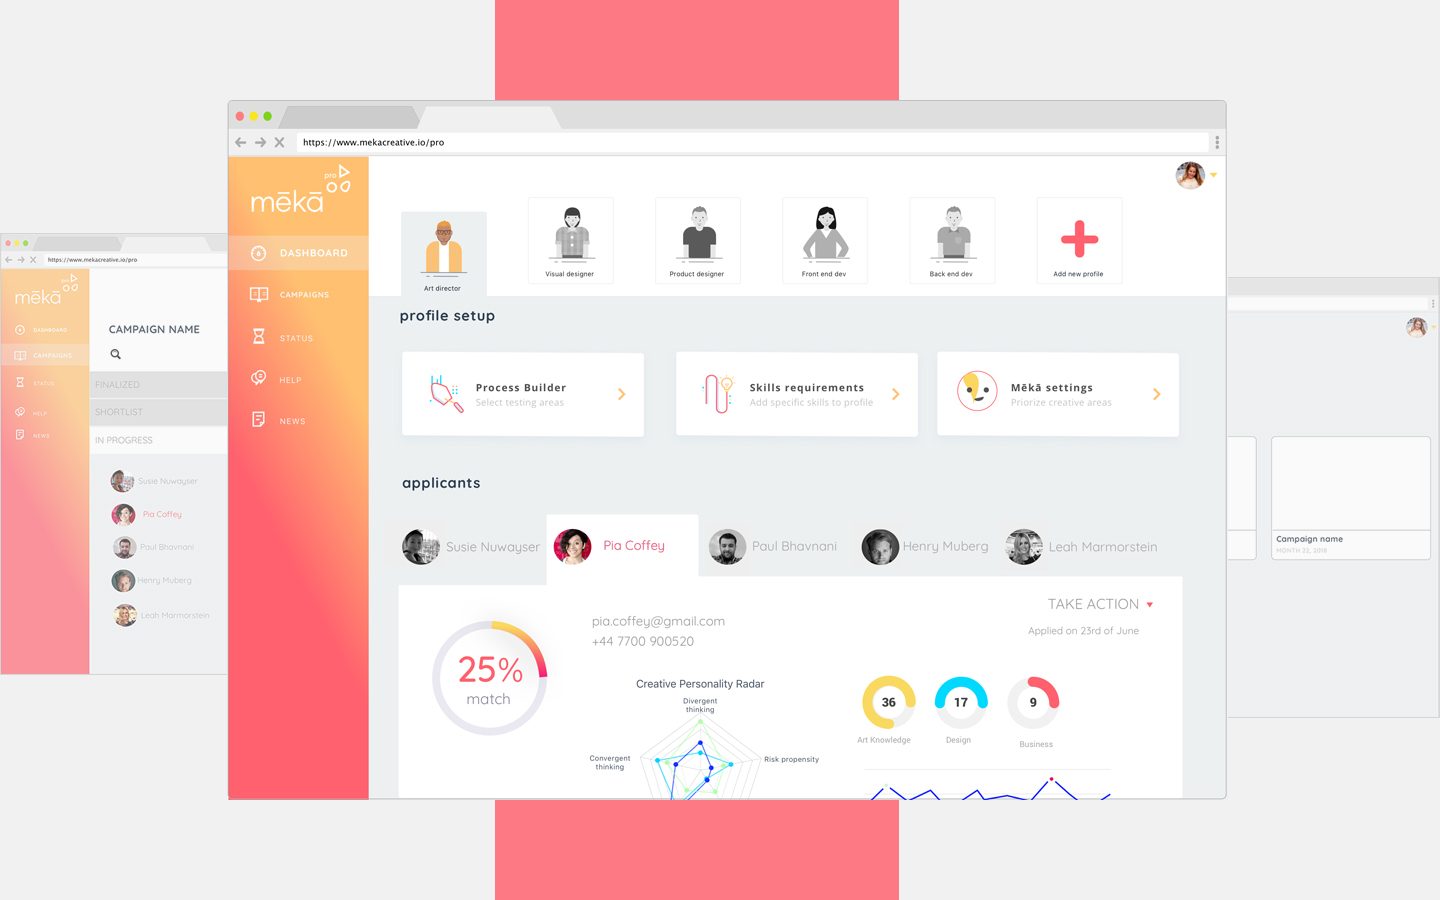 https://www.mekacreative.io/pro
pro
mēkā
DASHBOARD
CAMPAIGNS
STATUS
HELP
NEWS
Art director
Visual designer
Product designer
Front end dev
Back end dev
Add new profile
profile setup
Process Builder
Select testing areas
Skills requirements
Add specific skills to profile
Mēkā settings
Priorize creative areas
applicants
Susie Nuwayser
Pia Coffey
Paul Bhavnani
Henry Muberg
Leah Marmorstein
25%
match
pia.coffey@gmail.com
+44 7700 900520
TAKE ACTION
Applied on 23rd of June
Creative Personality Radar
Divergent
thinking
Convergent
thinking
Risk propensity
36
Art Knowledge
17
Design
9
Business
https://www.mekacreative.io/pro
pro
mēkā
DASHBOARD
CAMPAIGNS
STATUS
HELP
NEWS
CAMPAIGN NAME
FINALIZED
SHORTLIST
IN PROGRESS
Susie Nuwayser
Pia Coffey
Paul Bhavnani
Henry Muberg
Leah Marmorstein
Campaign name
MONTH 22, 2018